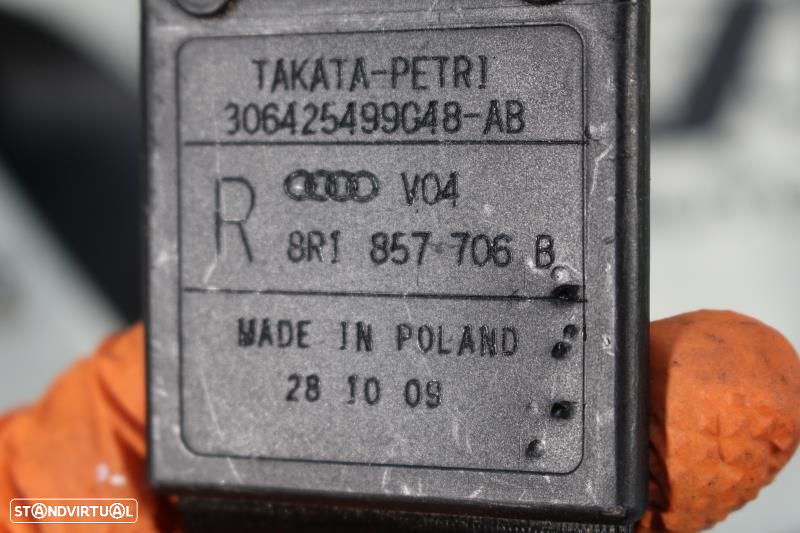 TAKATA-PETRI
306425499G48-AB
R
V04
8R1 857 706 B
MADE IN POLAND
28 10 09
STANDVIRTUAL